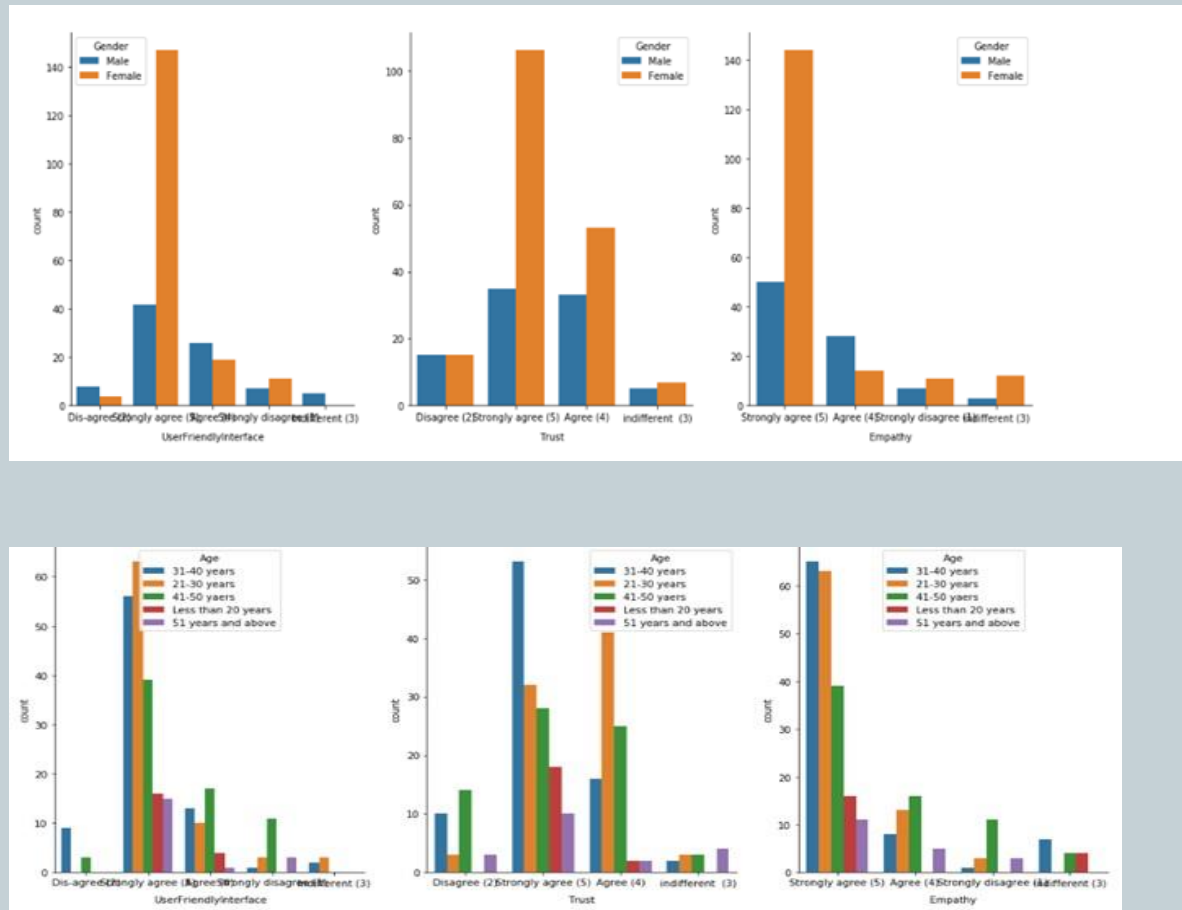 Gender
Male
Female
140
120
100
80
60
40
20
0
count
Dis-agree (2) Strongly agree (5) Agree (4) Strongly disagree (1) indifferent (3)
UserFriendlyInterface
Gender
Male
Female
100
80
60
40
20
0
count
Disagree (2) Strongly agree (5) Agree (4) indifferent (3)
Trust
Gender
Male
Female
140
120
100
80
60
40
20
0
count
Strongly agree (5) Agree (4) Strongly disagree (1) indifferent (3)
Empathy
Age
31-40 years
21-30 years
41-50 yaers
Less than 20 years
51 years and above
60
50
40
30
20
10
0
count
Dis-agree (2) Strongly agree (5) Agree (4) Strongly disagree (1) indifferent (3)
UserFriendlyInterface
Age
31-40 years
21-30 years
41-50 yaers
Less than 20 years
51 years and above
50
40
30
20
10
0
count
Disagree (2) Strongly agree (5) Agree (4) indifferent (3)
Trust
Age
31-40 years
21-30 years
41-50 yaers
Less than 20 years
51 years and above
60
50
40
30
20
10
0
count
Strongly agree (5) Agree (4) Strongly disagree (1) indifferent (3)
Empathy